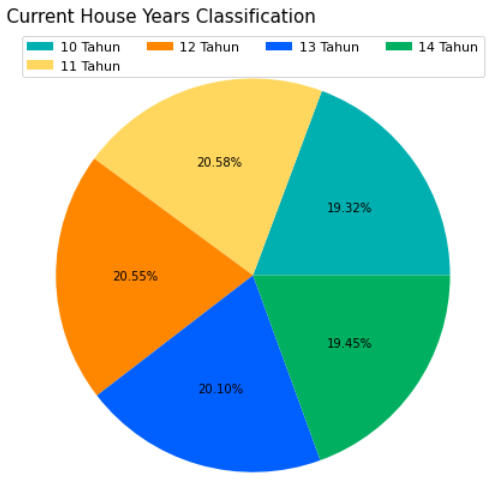 Current House Years Classification
10 Tahun 12 Tahun 13 Tahun 14 Tahun
11 Tahun
20.58%
19.32%
20.55%
19.45%
20.10%